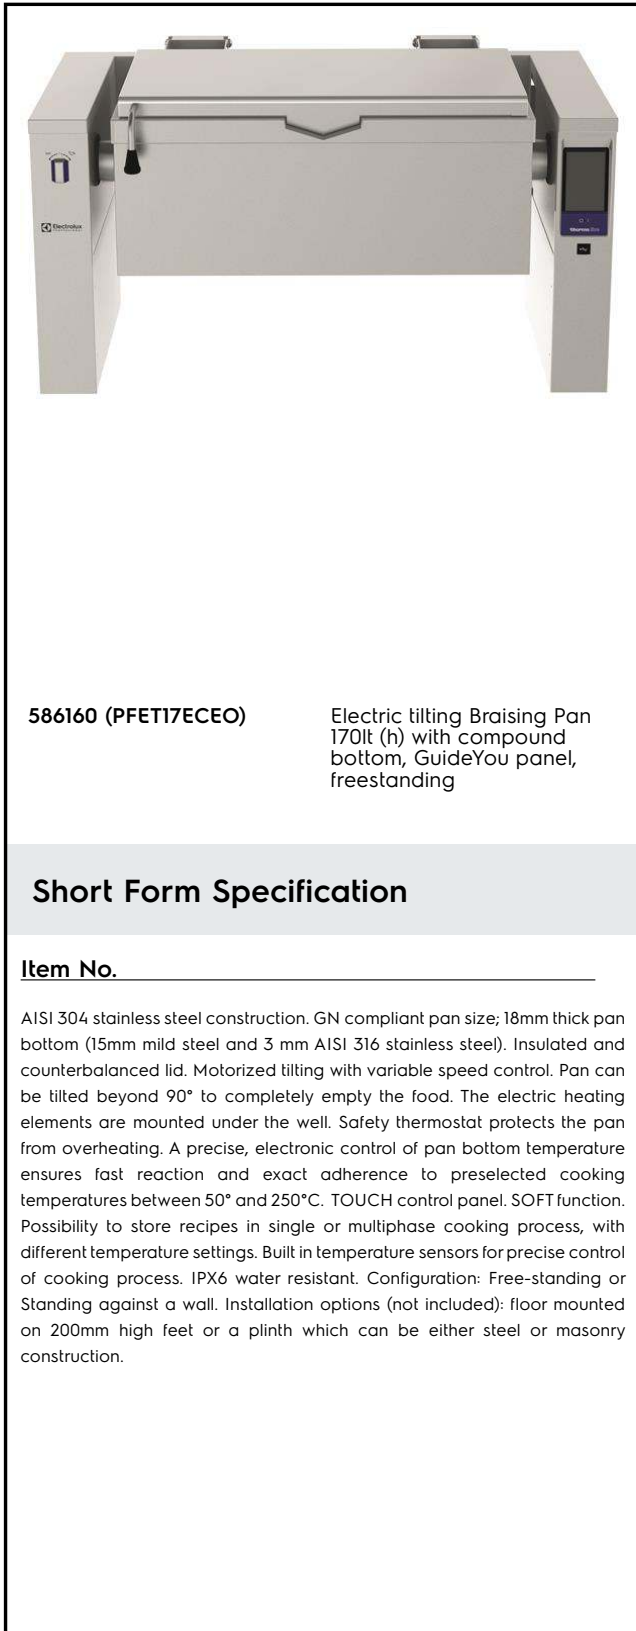 Electrolux
586160 (PFET17ECEO)
Electric tilting Braising Pan
170lt (h) with compound
bottom, GuideYou panel,
freestanding
Short Form Specification
Item No.
AISI 304 stainless steel construction. GN compliant pan size; 18mm thick pan
bottom (15mm mild steel and 3 mm AISI 316 stainless steel). Insulated and
counterbalanced lid. Motorized tilting with variable speed control. Pan can
be tilted beyond 90° to completely empty the food. The electric heating
elements are mounted under the well. Safety thermostat protects the pan
from overheating. A precise, electronic control of pan bottom temperature
ensures fast reaction and exact adherence to preselected cooking
temperatures between 50° and 250°C. TOUCH control panel. SOFT function.
Possibility to store recipes in single or multiphase cooking process, with
different temperature settings. Built in temperature sensors for precise control
of cooking process. IPX6 water resistant. Configuration: Free-standing or
Standing against a wall. Installation options (not included): floor mounted
on 200mm high feet or a plinth which can be either steel or masonry
construction.